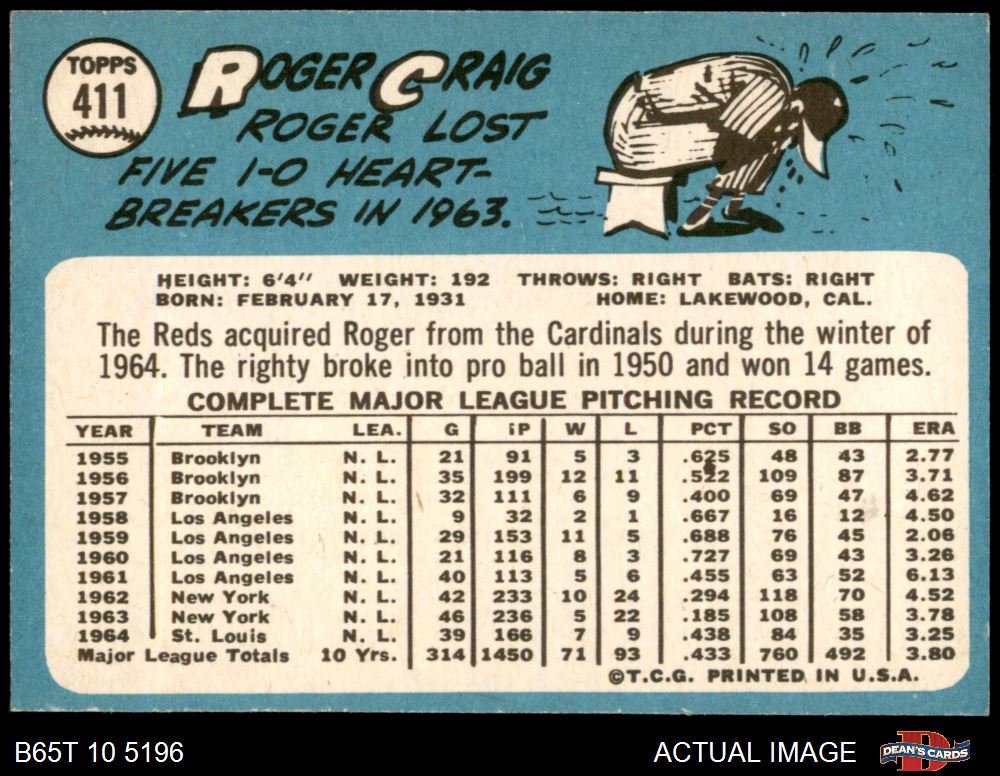 TOPPS
411
ROGER CRAIG
ROGER LOST
FIVE 1-0 HEART-
BREAKERS IN 1963.
HEIGHT: 6'4" WEIGHT: 192 THROWS: RIGHT BATS: RIGHT
BORN: FEBRUARY 17, 1931 HOME: LAKEWOOD, CAL.
The Reds acquired Roger from the Cardinals during the winter of
1964. The righty broke into pro ball in 1950 and won 14 games.
COMPLETE MAJOR LEAGUE PITCHING RECORD
YEAR TEAM LEA. G IP W L PCT SO BB ERA
1955 Brooklyn N. L. 21 91 5 3 .625 48 43 2.77
1956 Brooklyn N. L. 35 199 12 11 .522 109 87 3.71
1957 Brooklyn N. L. 32 111 6 9 .400 69 47 4.62
1958 Los Angeles N. L. 9 32 2 1 .667 16 12 4.50
1959 Los Angeles N. L. 29 153 11 5 .688 76 45 2.06
1960 Los Angeles N. L. 21 116 8 3 .727 69 43 3.26
1961 Los Angeles N. L. 40 113 5 6 .455 63 52 6.13
1962 New York N. L. 42 233 10 24 .294 118 70 4.52
1963 New York N. L. 46 236 5 22 .185 108 58 3.78
1964 St. Louis N. L. 39 166 7 9 .438 84 35 3.25
Major League Totals 10 Yrs. 314 1450 71 93 .433 760 492 3.80
©T.C.G. PRINTED IN U.S.A.
B65T 10 5196 ACTUAL IMAGE DEAN'S CARDS